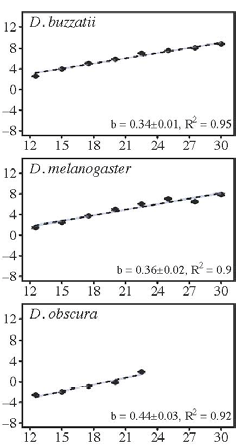 D. buzzatii
12
8
4
0
−4
−8
b = 0.34±0.01, R² = 0.95
12 15 18 21 24 27 30
D. melanogaster
12
8
4
0
−4
−8
b = 0.36±0.02, R² = 0.9
12 15 18 21 24 27 30
D. obscura
12
8
4
0
−4
−8
b = 0.44±0.03, R² = 0.92
12 15 18 21 24 27 30